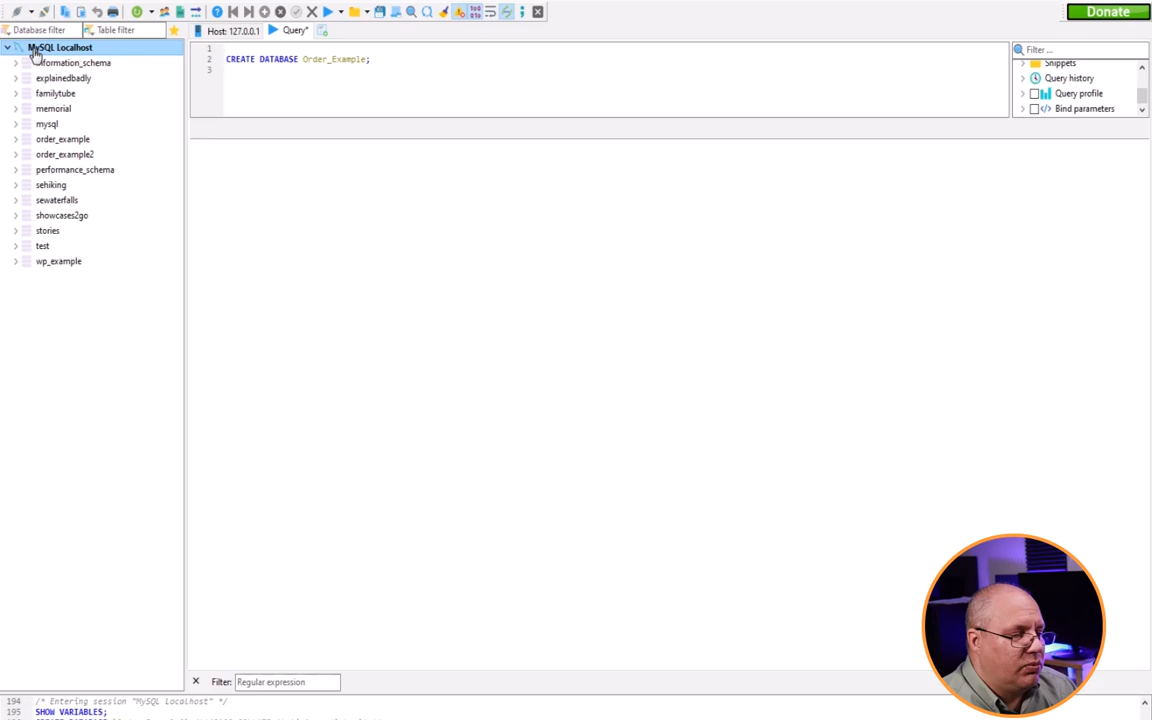 Donate
Database filter Table filter Host: 127.0.0.1 Query*
MySQL Localhost
information_schema
explainedbadly
familytube
memorial
mysql
order_example
order_example2
performance_schema
sehiking
sewaterfalls
showcases2go
stories
test
wp_example
1
2 CREATE DATABASE Order_Example;
3
Filter ...
Snippets
Query history
Query profile
Bind parameters
Filter: Regular expression
194 /* Entering session "MySQL Localhost" */
195 SHOW VARIABLES;